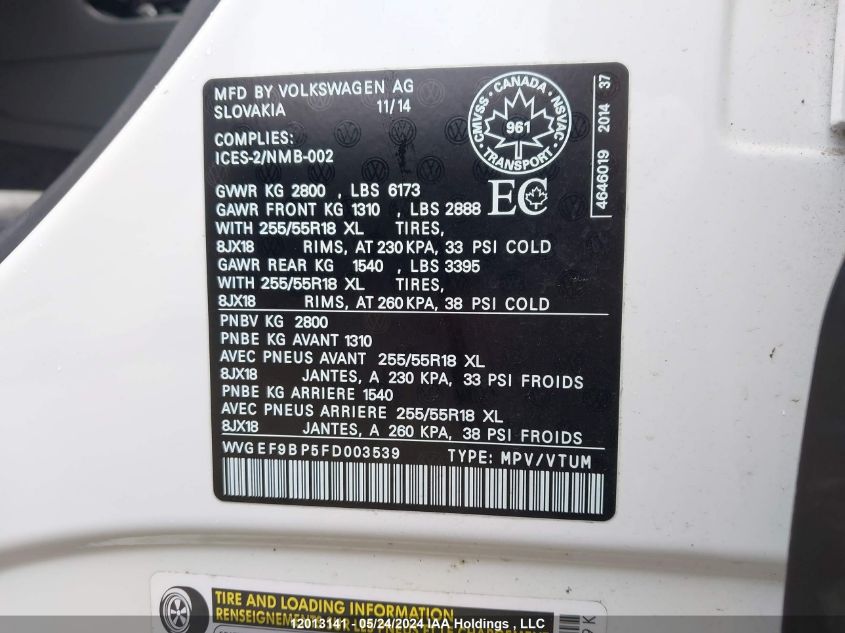 MFD BY VOLKSWAGEN AG
SLOVAKIA 11/14
COMPLIES:
ICES-2/NMB-002
CMVSS · CANADA · NSVAC
961
TRANSPORT
EC
4646019 2014 37
GVWR KG 2800 , LBS 6173
GAWR FRONT KG 1310 , LBS 2888
WITH 255/55R18 XL TIRES,
8JX18 RIMS, AT 230 KPA, 33 PSI COLD
GAWR REAR KG 1540 , LBS 3395
WITH 255/55R18 XL TIRES,
8JX18 RIMS, AT 260 KPA, 38 PSI COLD
PNBV KG 2800
PNBE KG AVANT 1310
AVEC PNEUS AVANT 255/55R18 XL
8JX18 JANTES, A 230 KPA, 33 PSI FROIDS
PNBE KG ARRIERE 1540
AVEC PNEUS ARRIERE 255/55R18 XL
8JX18 JANTES, A 260 KPA, 38 PSI FROIDS
WVGEF9BP5FD003539 TYPE: MPV/VTUM
TIRE AND LOADING INFORMATION
RENSEIGNEMENTS SUR LES PNEUS ET LE CHARGEMENT
12013141 - 05/24/2024 IAA Holdings , LLC